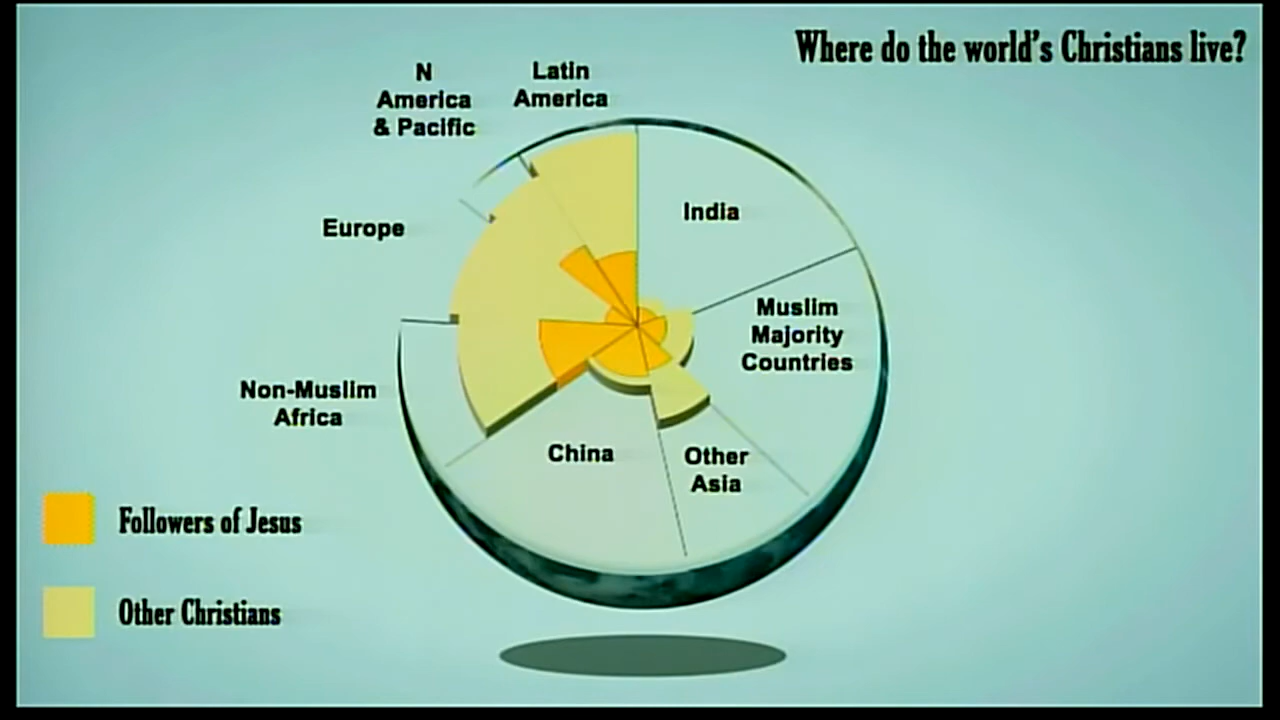 Where do the world's Christians live?
N
America
& Pacific
Latin
America
Europe
India
Muslim
Majority
Countries
Non-Muslim
Africa
China
Other
Asia
Followers of Jesus
Other Christians